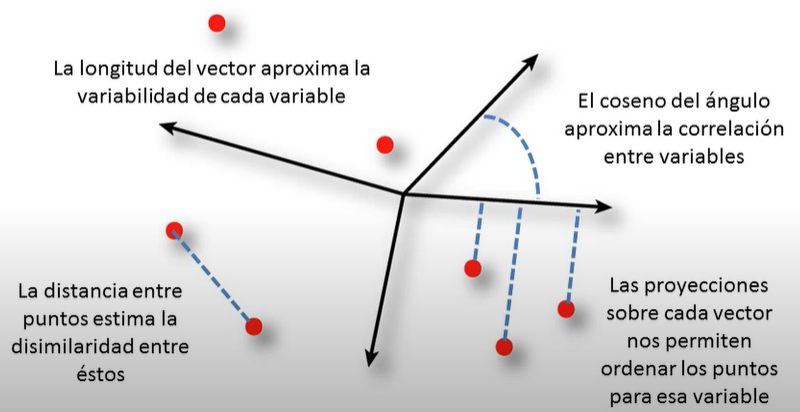 La longitud del vector aproxima la
variabilidad de cada variable
El coseno del ángulo
aproxima la correlación
entre variables
La distancia entre
puntos estima la
disimilaridad entre
éstos
Las proyecciones
sobre cada vector
nos permiten
ordenar los puntos
para esa variable